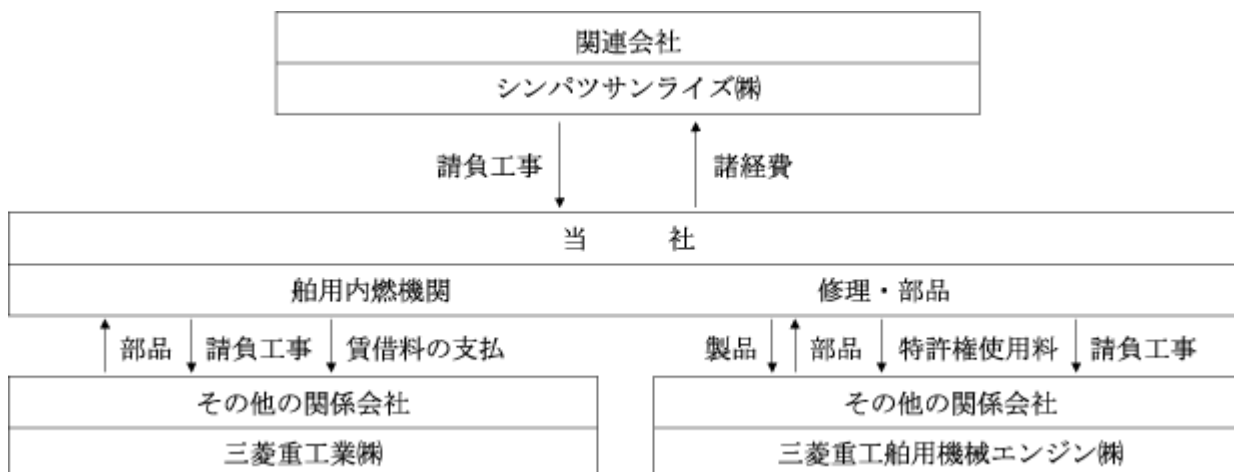 関連会社
シンパツサンライズ㈱
請負工事 諸経費
当 社
舶用内燃機関 修理・部品
部品 請負工事 賃借料の支払 製品 部品 特許権使用料 請負工事
その他の関係会社 その他の関係会社
三菱重工業㈱ 三菱重工舶用機械エンジン㈱